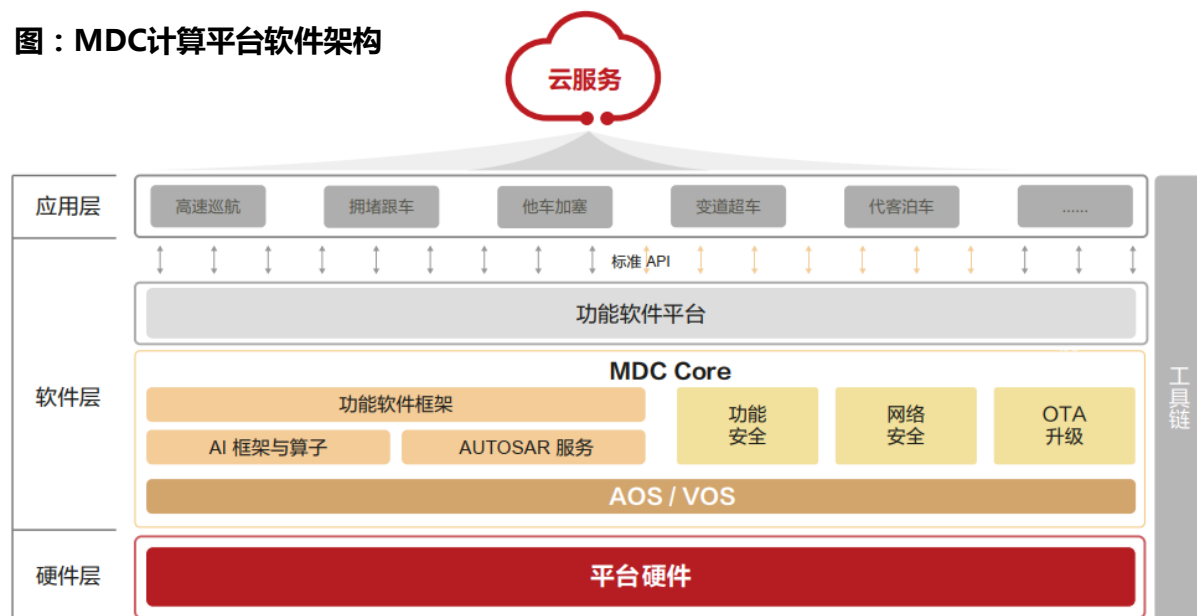 图：MDC计算平台软件架构
云服务
应用层
高速巡航
拥堵跟车
他车加塞
变道超车
代客泊车
......
标准 API
软件层
功能软件平台
MDC Core
功能软件框架
AI 框架与算子
AUTOSAR 服务
功能
安全
网络
安全
OTA
升级
AOS / VOS
硬件层
平台硬件
工具链